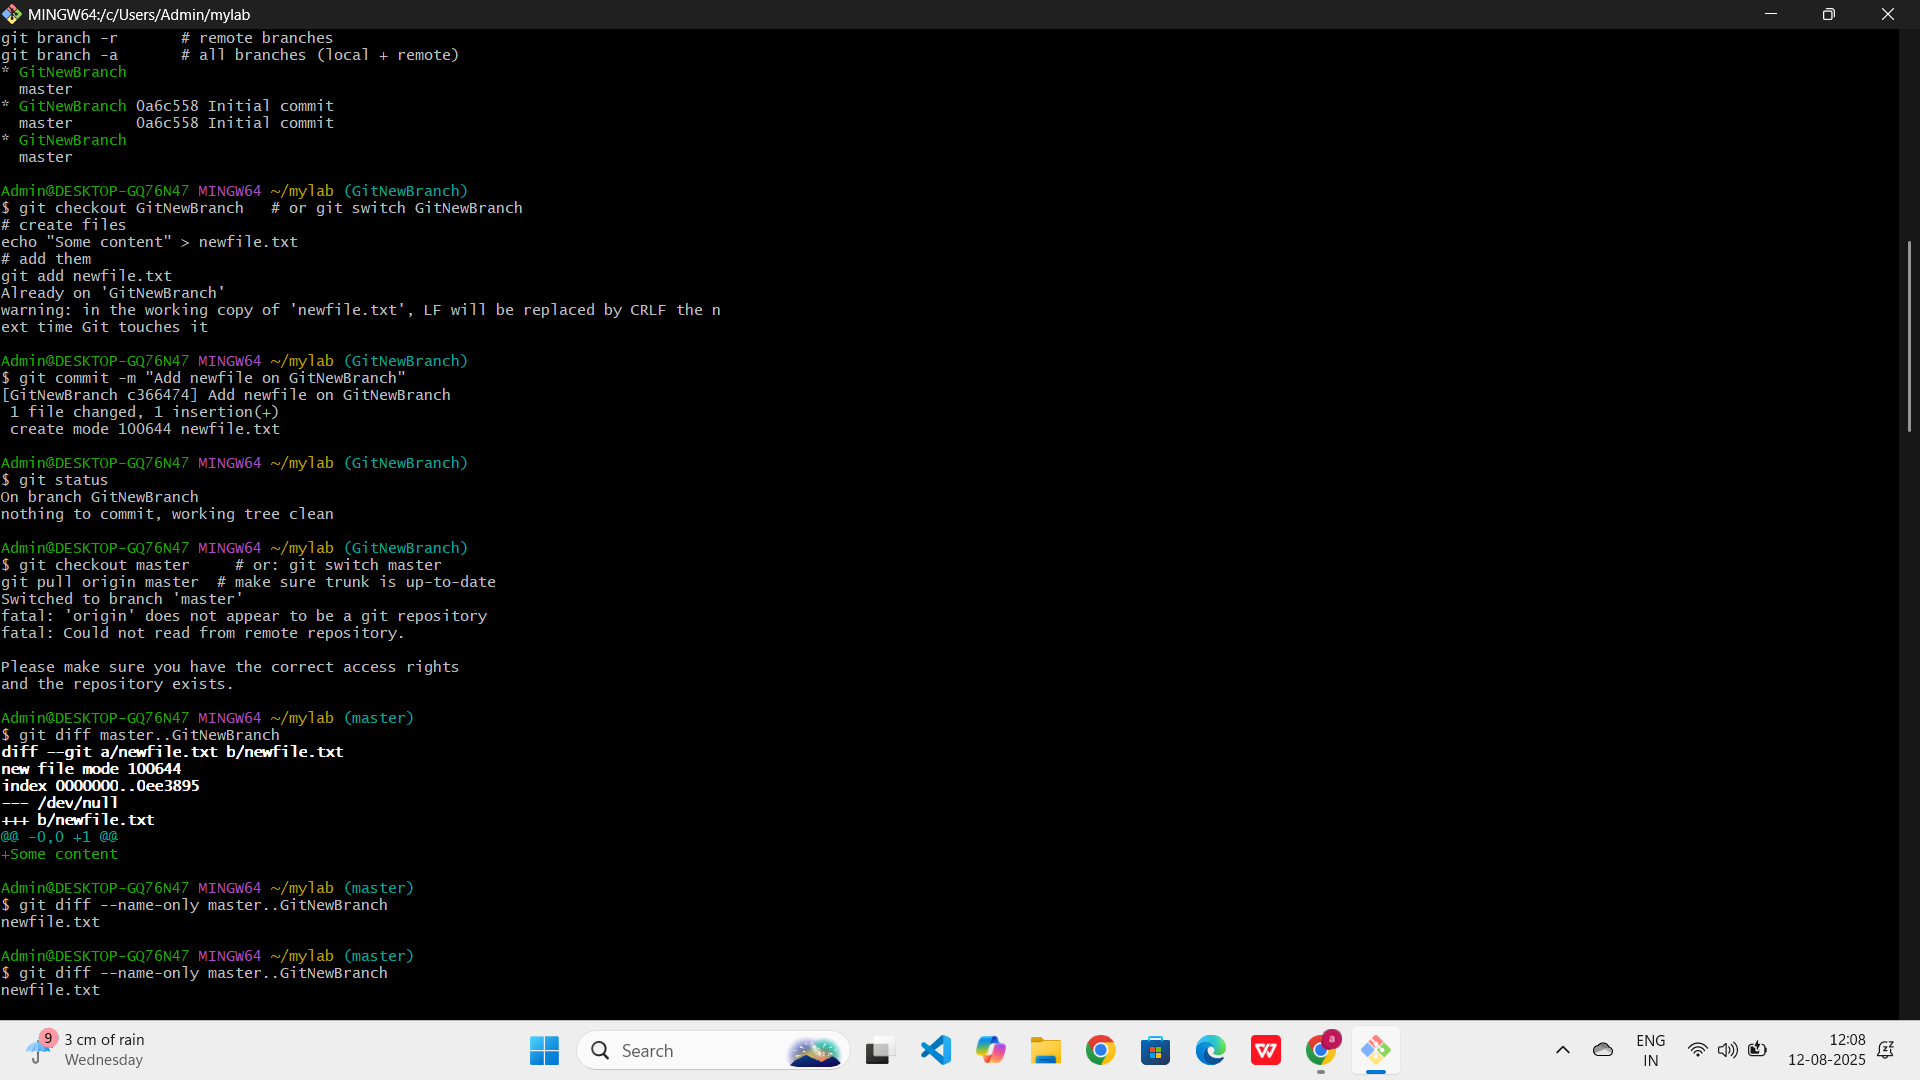 MINGW64:/c/Users/Admin/mylab
git branch -r       # remote branches
git branch -a       # all branches (local + remote)
* GitNewBranch
  master
* GitNewBranch 0a6c558 Initial commit
  master       0a6c558 Initial commit
* GitNewBranch
  master
Admin@DESKTOP-GQ76N47 MINGW64 ~/mylab (GitNewBranch)
$ git checkout GitNewBranch   # or git switch GitNewBranch
# create files
echo "Some content" > newfile.txt
# add them
git add newfile.txt
Already on 'GitNewBranch'
warning: in the working copy of 'newfile.txt', LF will be replaced by CRLF the n
ext time Git touches it
Admin@DESKTOP-GQ76N47 MINGW64 ~/mylab (GitNewBranch)
$ git commit -m "Add newfile on GitNewBranch"
[GitNewBranch c366474] Add newfile on GitNewBranch
 1 file changed, 1 insertion(+)
 create mode 100644 newfile.txt
Admin@DESKTOP-GQ76N47 MINGW64 ~/mylab (GitNewBranch)
$ git status
On branch GitNewBranch
nothing to commit, working tree clean
Admin@DESKTOP-GQ76N47 MINGW64 ~/mylab (GitNewBranch)
$ git checkout master     # or: git switch master
git pull origin master  # make sure trunk is up-to-date
Switched to branch 'master'
fatal: 'origin' does not appear to be a git repository
fatal: Could not read from remote repository.
Please make sure you have the correct access rights
and the repository exists.
Admin@DESKTOP-GQ76N47 MINGW64 ~/mylab (master)
$ git diff master..GitNewBranch
diff --git a/newfile.txt b/newfile.txt
new file mode 100644
index 0000000..0ee3895
--- /dev/null
+++ b/newfile.txt
@@ -0,0 +1 @@
+Some content
Admin@DESKTOP-GQ76N47 MINGW64 ~/mylab (master)
$ git diff --name-only master..GitNewBranch
newfile.txt
Admin@DESKTOP-GQ76N47 MINGW64 ~/mylab (master)
$ git diff --name-only master..GitNewBranch
newfile.txt
9
3 cm of rain
Wednesday
Search
W
a
ENG
IN
12:08
12-08-2025